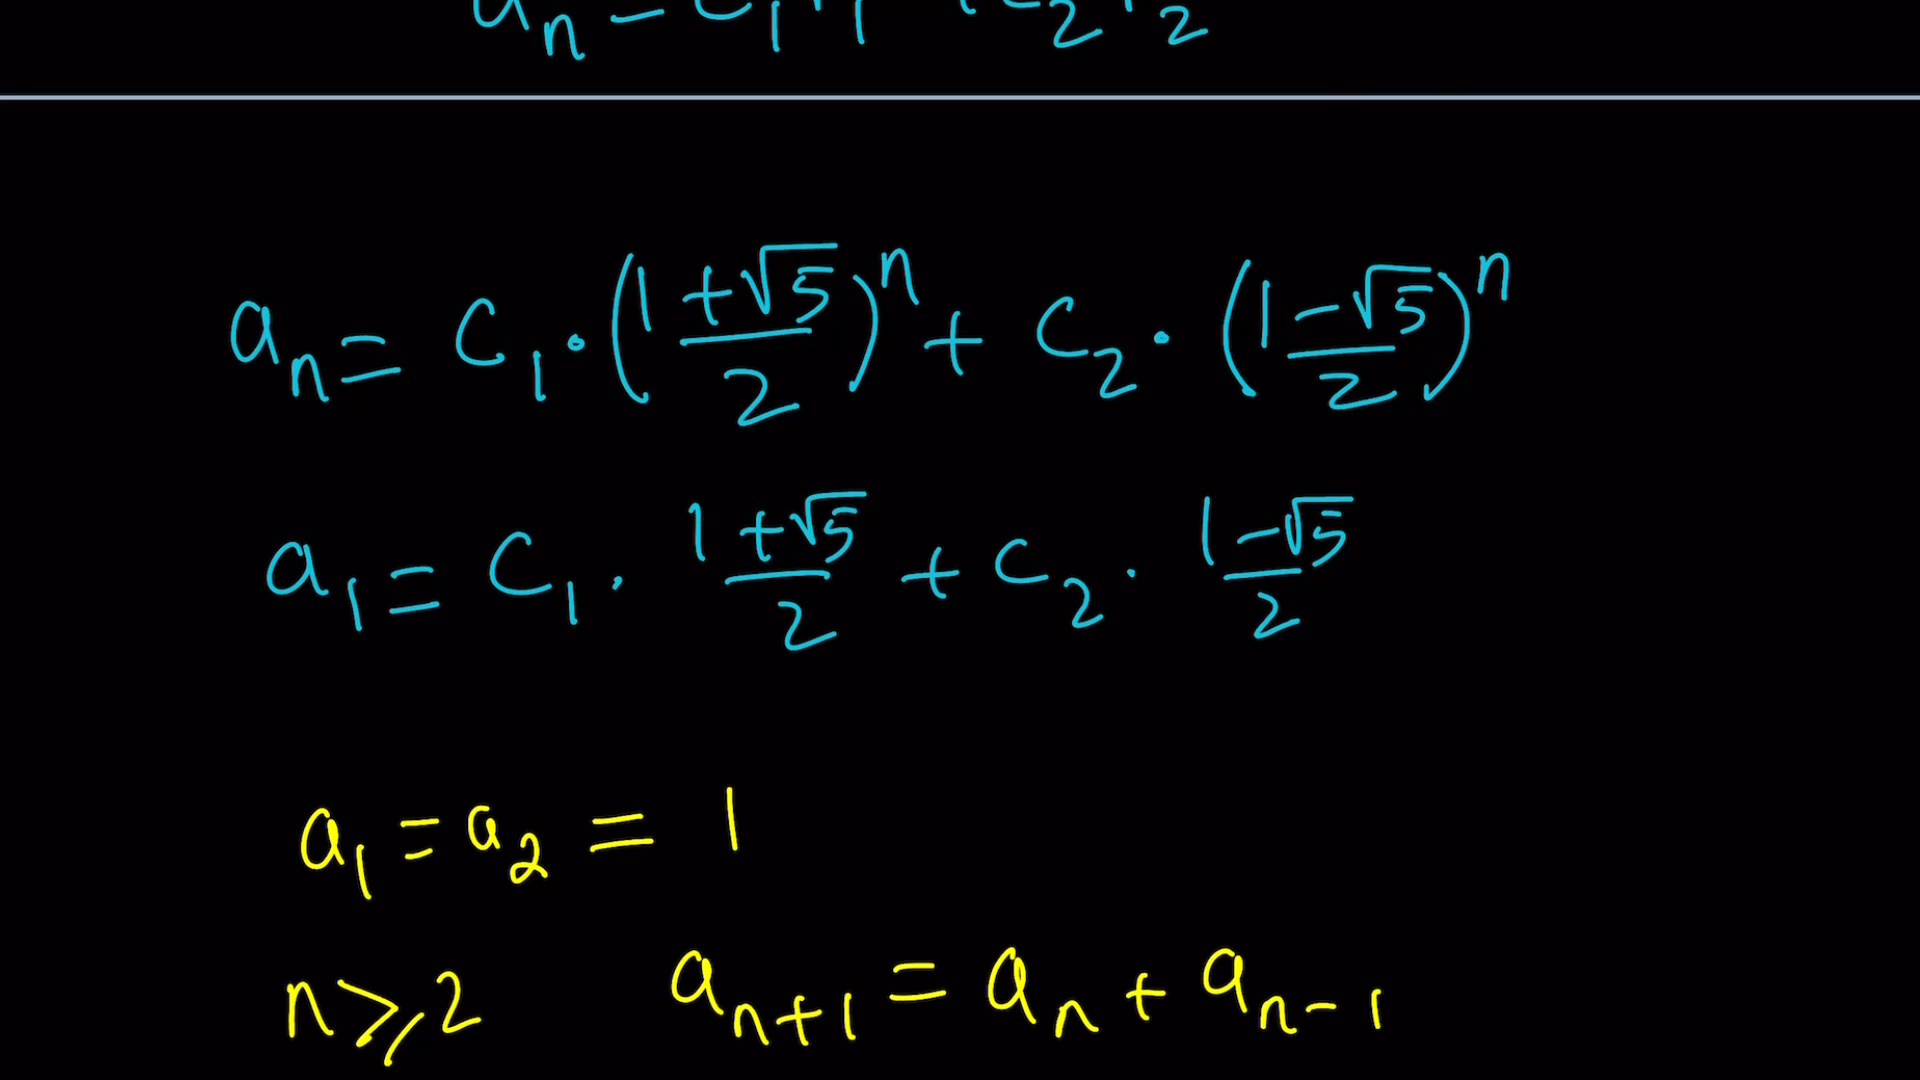 aₙ = C₁ · ((1+√5)/2)ⁿ + C₂ · ((1-√5)/2)ⁿ
a₁ = C₁ · (1+√5)/2 + C₂ · (1-√5)/2
a₁ = a₂ = 1
n ⩾ 2 aₙ₊₁ = aₙ + aₙ₋₁